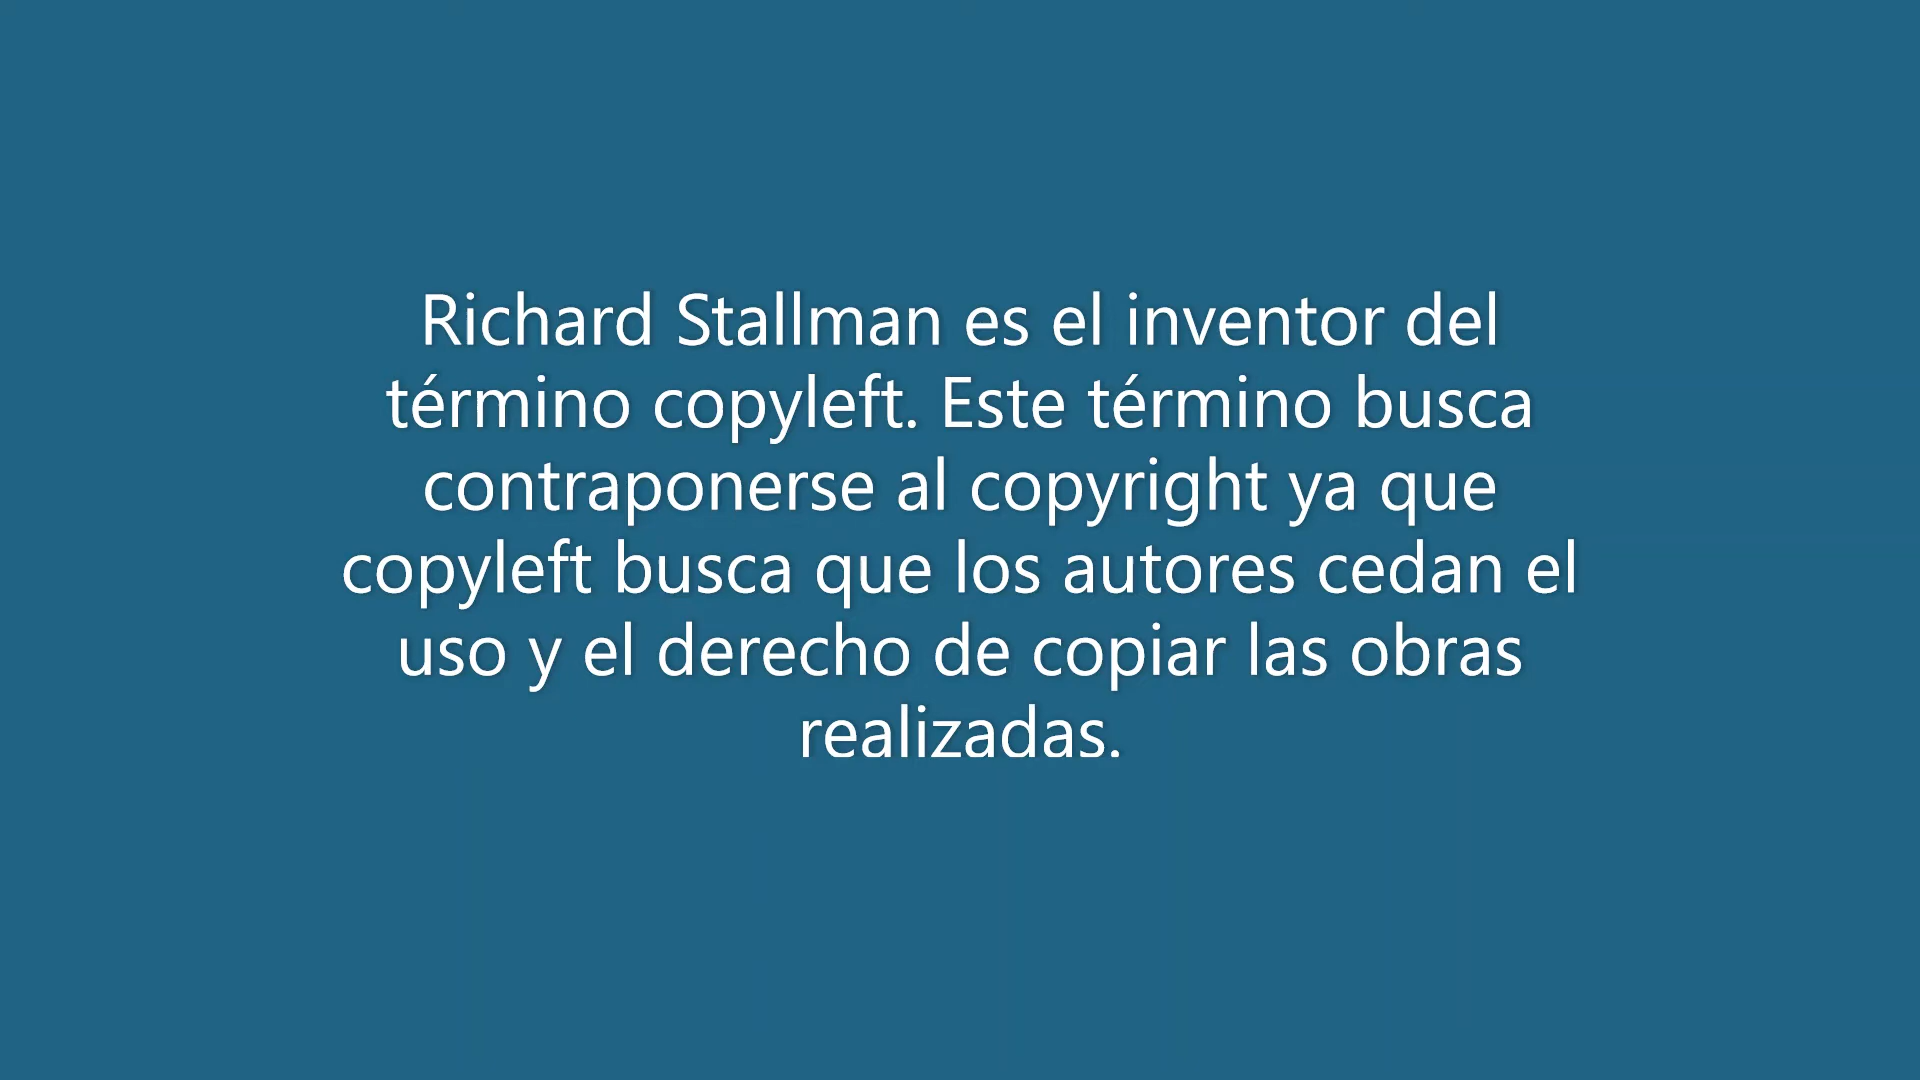 Richard Stallman es el inventor del
término copyleft. Este término busca
contraponerse al copyright ya que
copyleft busca que los autores cedan el
uso y el derecho de copiar las obras
realizadas.